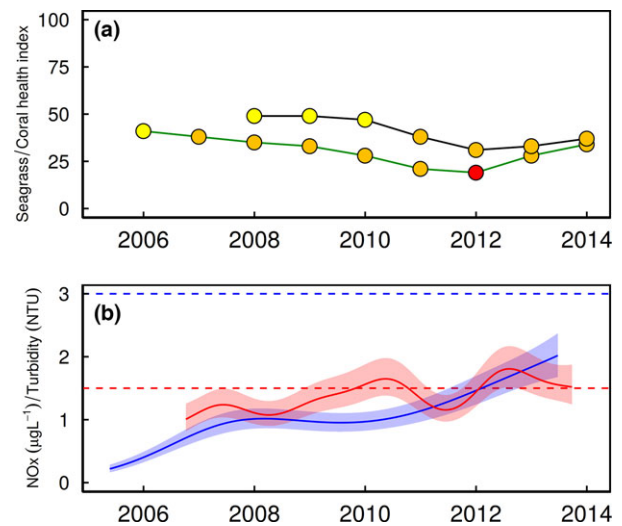 (a)
Seagrass/Coral health index
100
75
50
25
0
2006 2008 2010 2012 2014
(b)
NOx (μgL⁻¹)/Turbidity (NTU)
3
2
1
0
2006 2008 2010 2012 2014